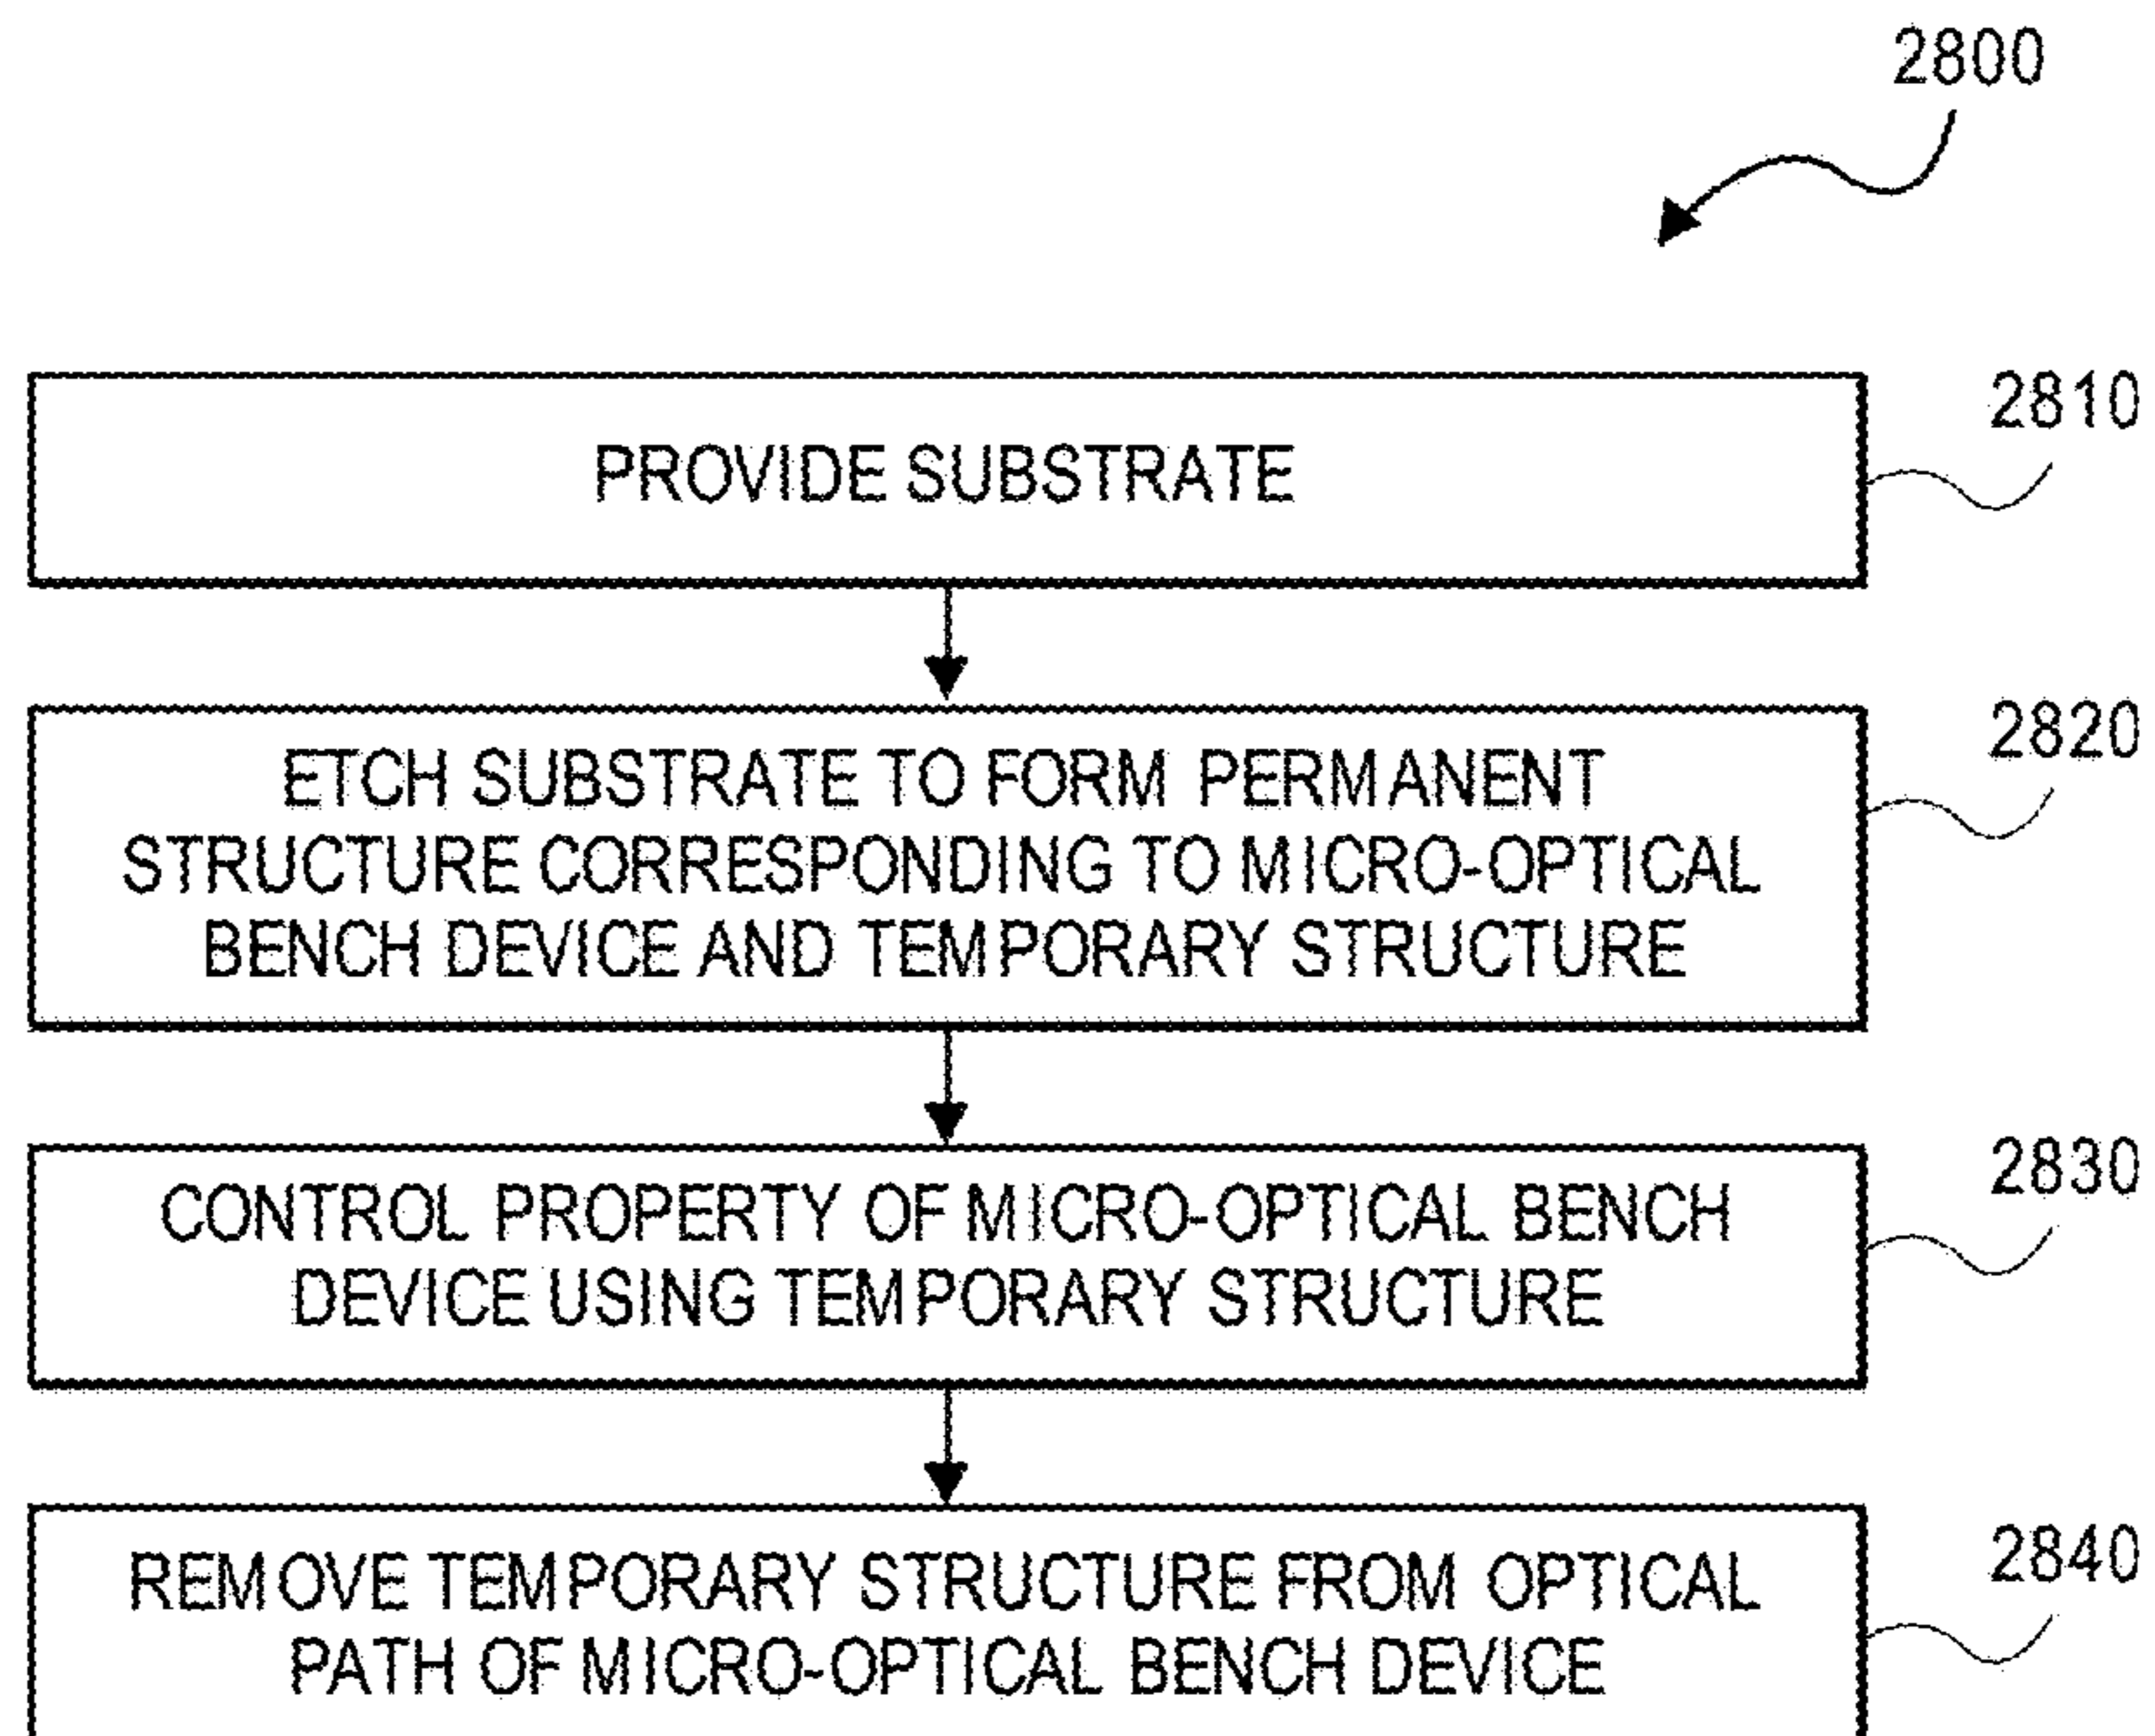 2800
PROVIDE SUBSTRATE
2810
ETCH SUBSTRATE TO FORM PERMANENT
STRUCTURE CORRESPONDING TO MICRO-OPTICAL
BENCH DEVICE AND TEMPORARY STRUCTURE
2820
CONTROL PROPERTY OF MICRO-OPTICAL BENCH
DEVICE USING TEMPORARY STRUCTURE
2830
REMOVE TEMPORARY STRUCTURE FROM OPTICAL
PATH OF MICRO-OPTICAL BENCH DEVICE
2840